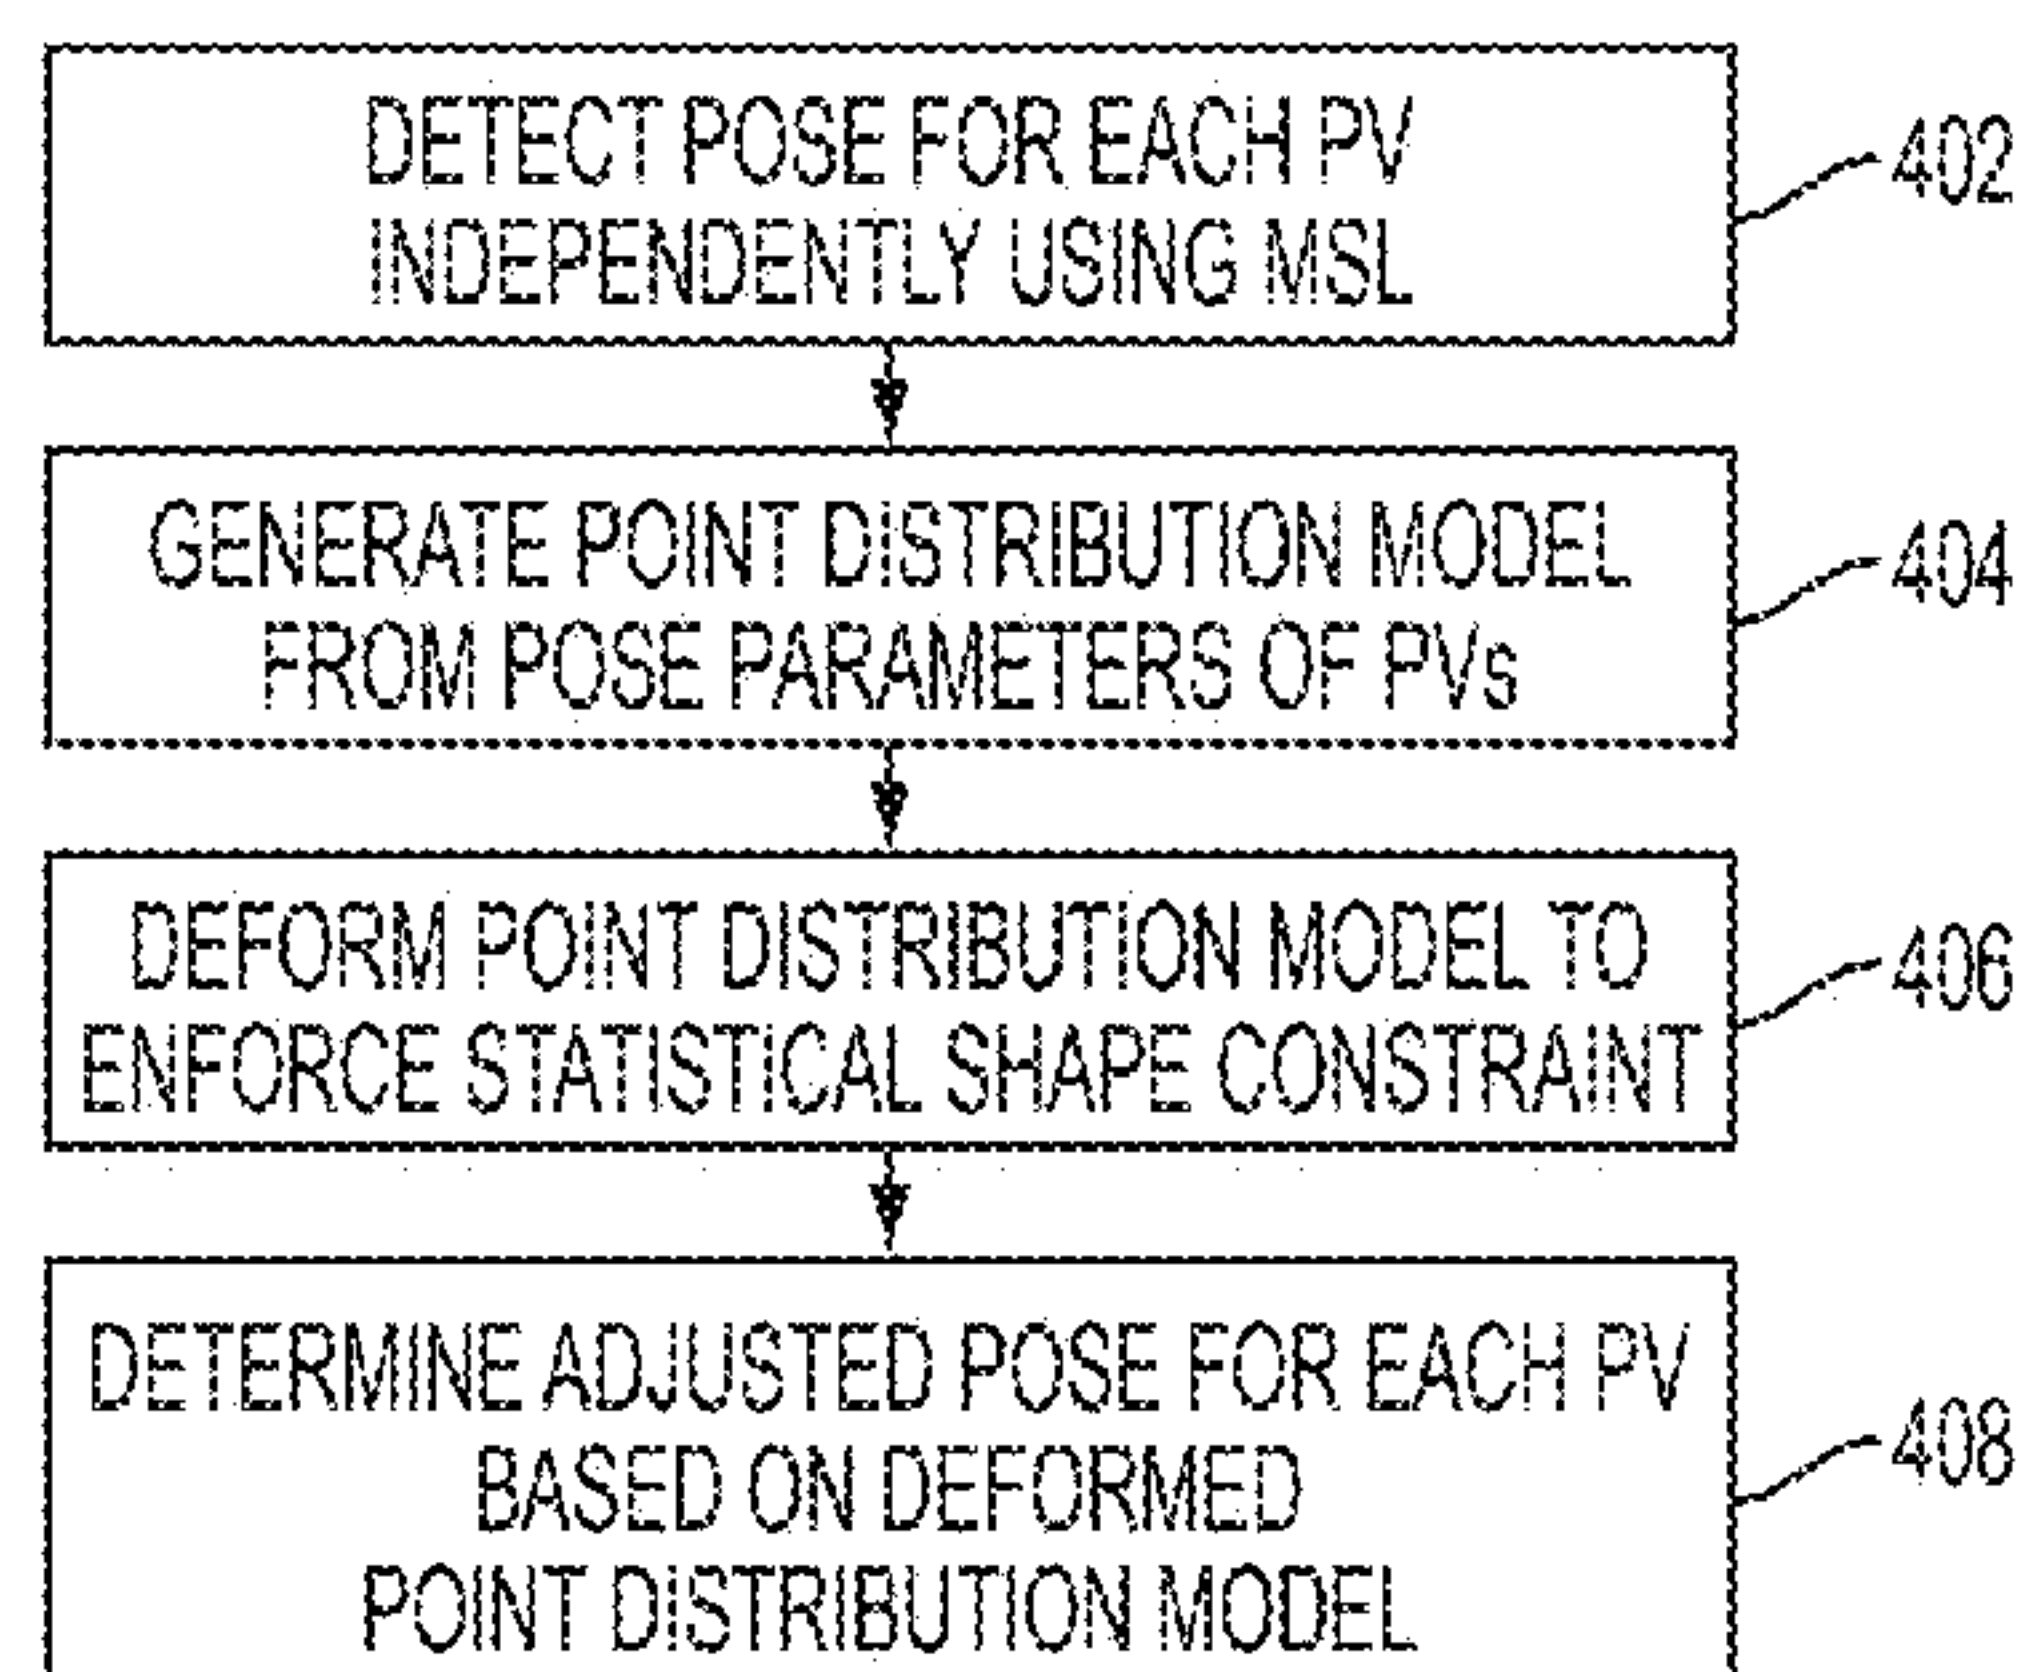 DETECT POSE FOR EACH PV
INDEPENDENTLY USING MSL
402
GENERATE POINT DISTRIBUTION MODEL
FROM POSE PARAMETERS OF PVs
404
DEFORM POINT DISTRIBUTION MODEL TO
ENFORCE STATISTICAL SHAPE CONSTRAINT
406
DETERMINE ADJUSTED POSE FOR EACH PV
BASED ON DEFORMED
POINT DISTRIBUTION MODEL
408